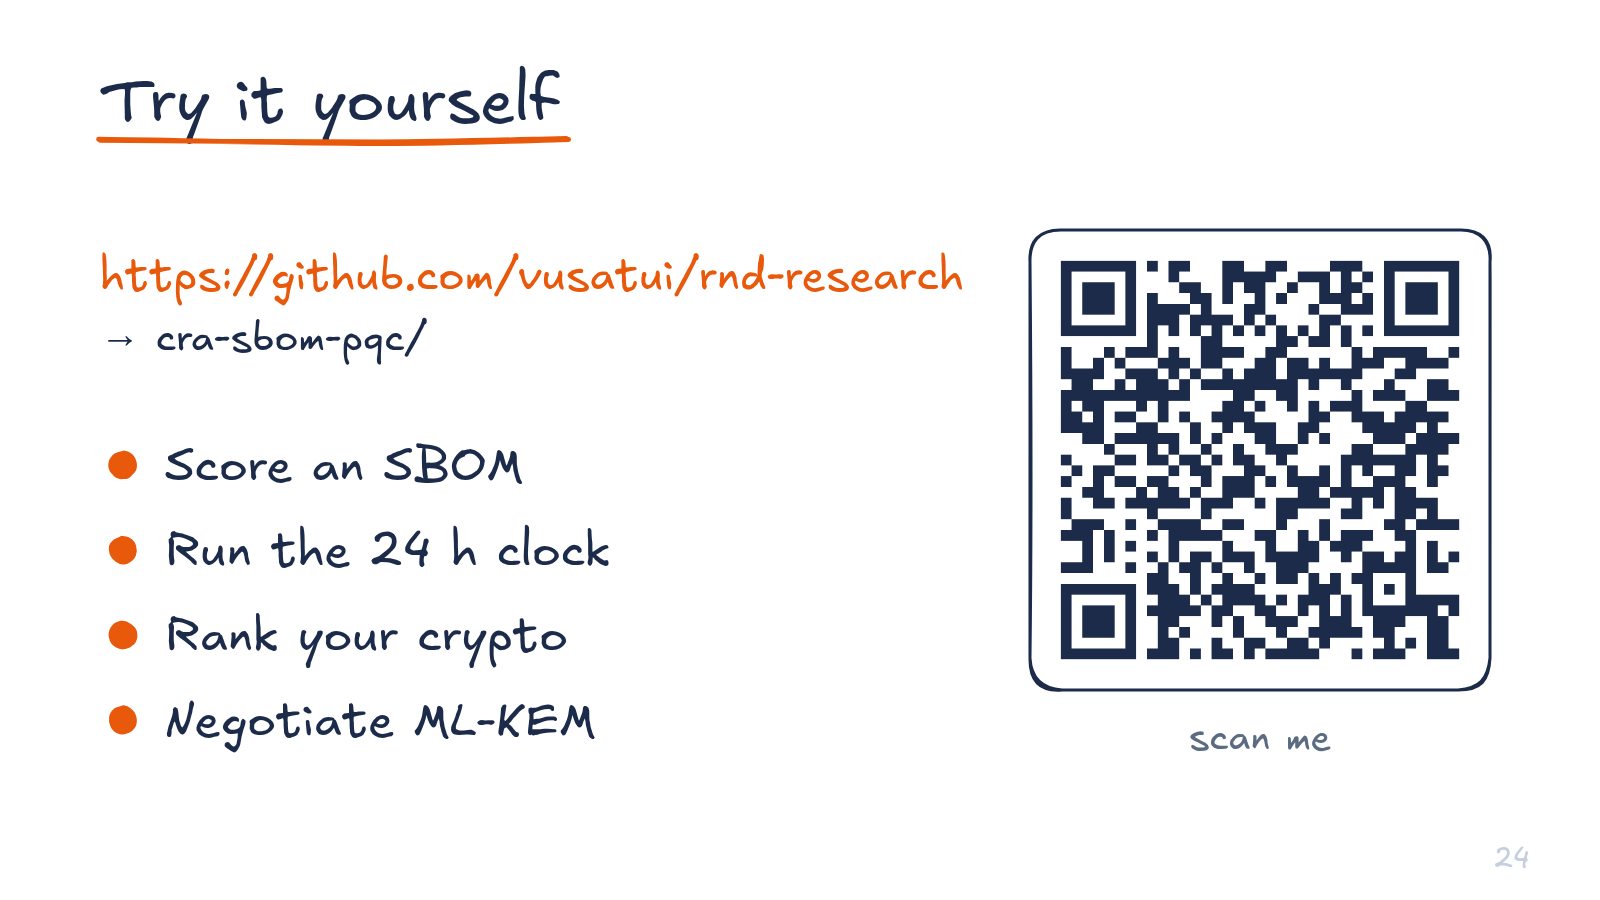 Try it yourself
https://github.com/vusatui/rnd-research
→ cra-sbom-pqc/
Score an SBOM
Run the 24 h clock
Rank your crypto
Negotiate ML-KEM
scan me
24